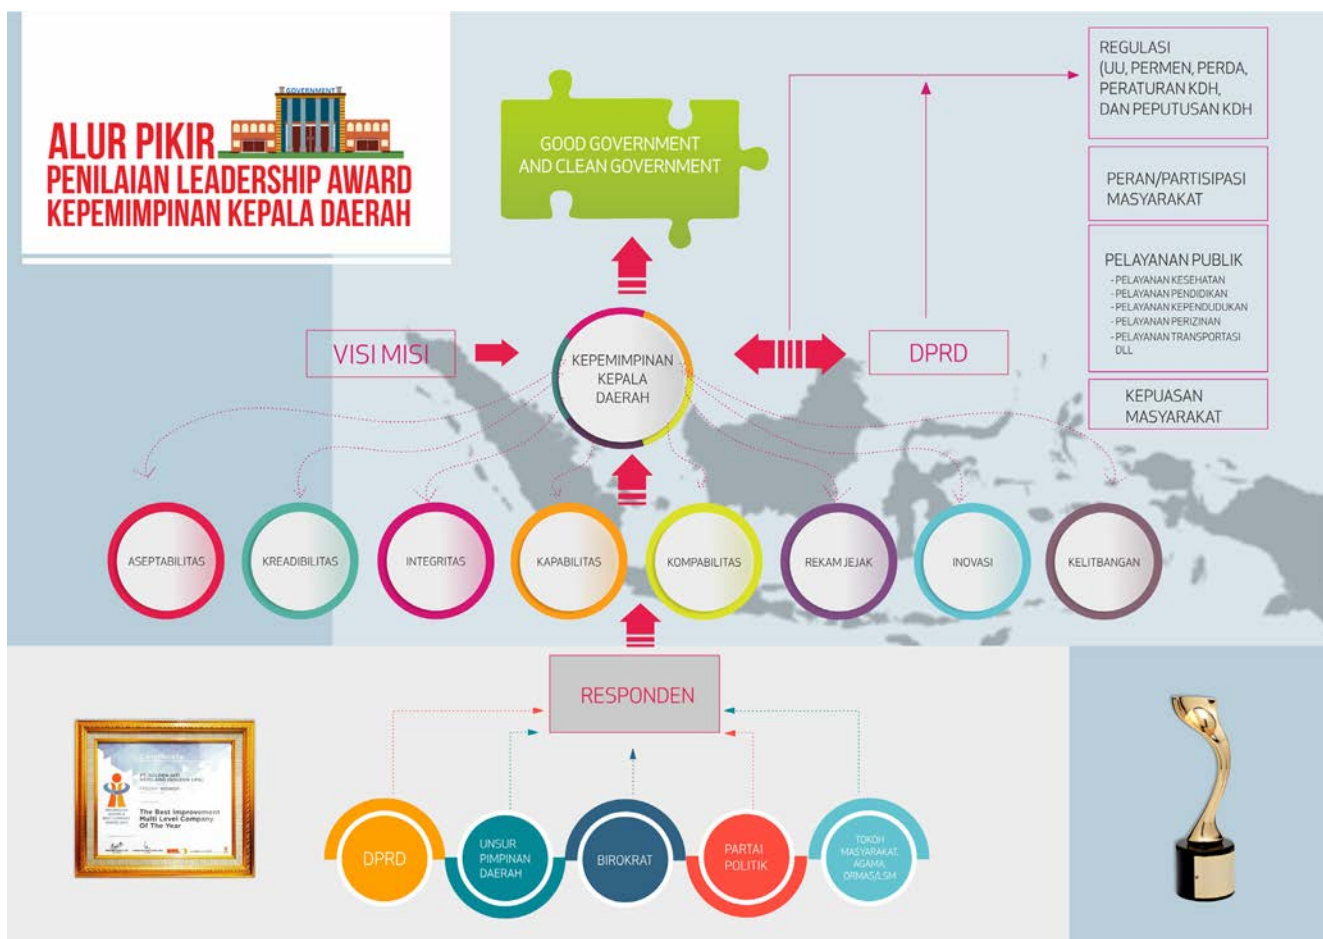 GOVERNMENT
ALUR PIKIR
PENILAIAN LEADERSHIP AWARD
KEPEMIMPINAN KEPALA DAERAH
GOOD GOVERNMENT
AND CLEAN GOVERNMENT
REGULASI
(UU, PERMEN, PERDA,
PERATURAN KDH,
DAN PEPUTUSAN KDH
PERAN/PARTISIPASI
MASYARAKAT
PELAYANAN PUBLIK
- PELAYANAN KESEHATAN
- PELAYANAN PENDIDIKAN
- PELAYANAN KEPENDUDUKAN
- PELAYANAN PERIZINAN
- PELAYANAN TRANSPORTASI
DLL
KEPUASAN
MASYARAKAT
VISI MISI
KEPEMIMPINAN
KEPALA
DAERAH
DPRD
ASEPTABILITAS
KREADIBILITAS
INTEGRITAS
KAPABILITAS
KOMPABILITAS
REKAM JEJAK
INOVASI
KELITBANGAN
RESPONDEN
The Best Improvement
Multi Level Company
Of The Year
DPRD
UNSUR
PIMPINAN
DAERAH
BIROKRAT
PARTAI
POLITIK
TOKOH
MASYARAKAT,
AGAMA,
ORMAS/LSM